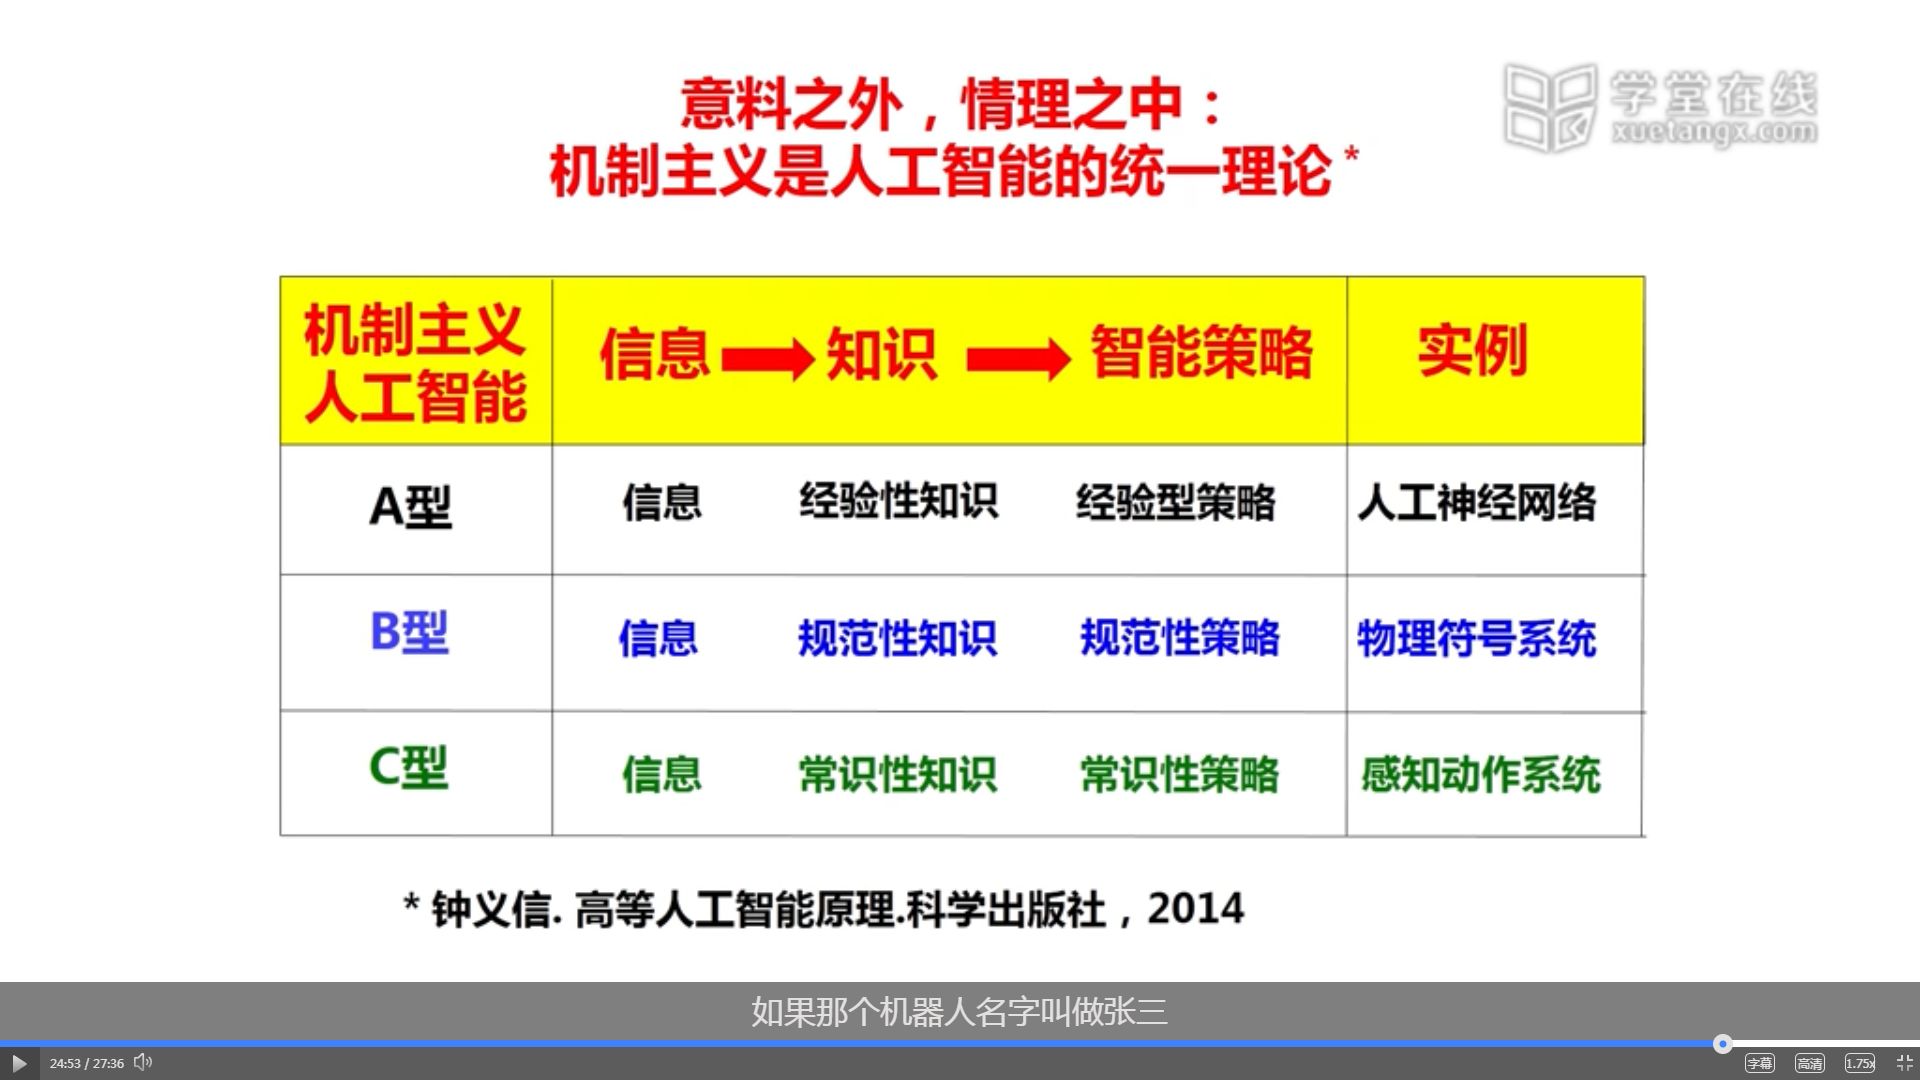 意料之外，情理之中：
机制主义是人工智能的统一理论*
学堂在线
xuetangx.com
机制主义
人工智能
信息 知识 智能策略 实例
A型 信息 经验性知识 经验型策略 人工神经网络
B型 信息 规范性知识 规范性策略 物理符号系统
C型 信息 常识性知识 常识性策略 感知动作系统
* 钟义信. 高等人工智能原理.科学出版社，2014
如果那个机器人名字叫做张三
24:53 / 27:36 字幕 高清 1.75x